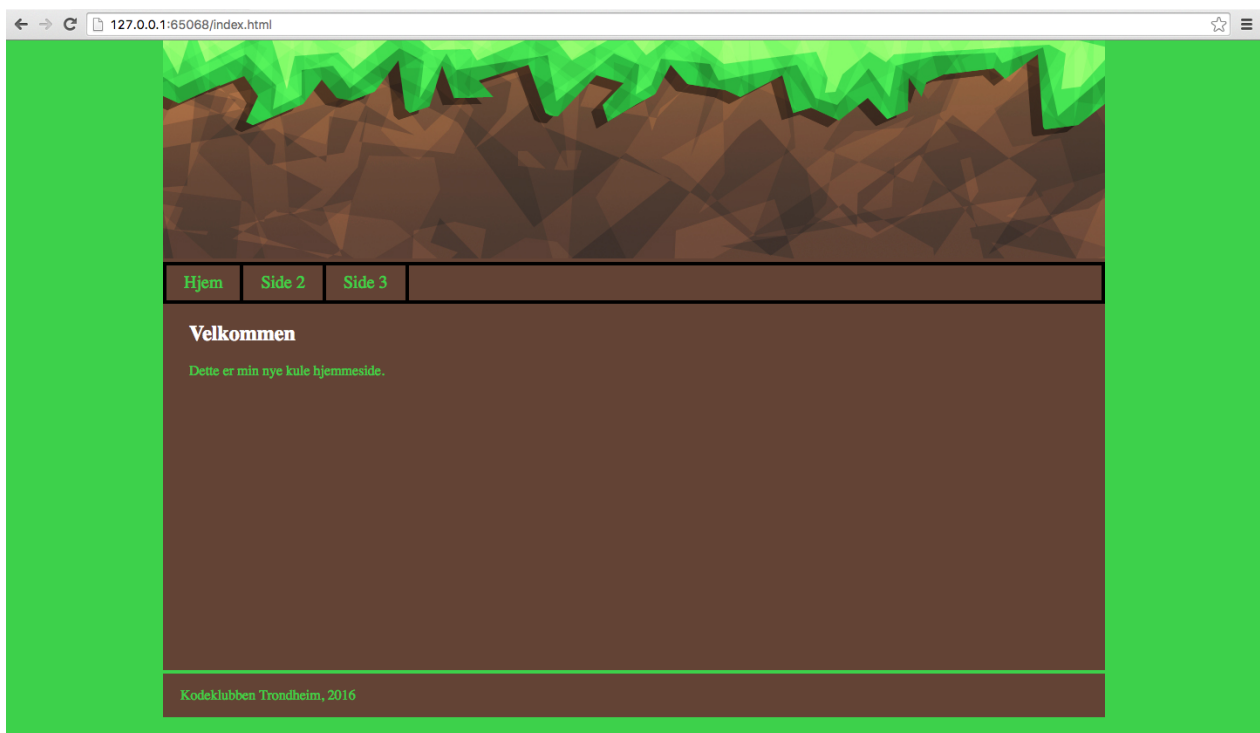 127.0.0.1:65068/index.html
Hjem Side 2 Side 3
Velkommen
Dette er min nye kule hjemmeside.
Kodeklubben Trondheim, 2016